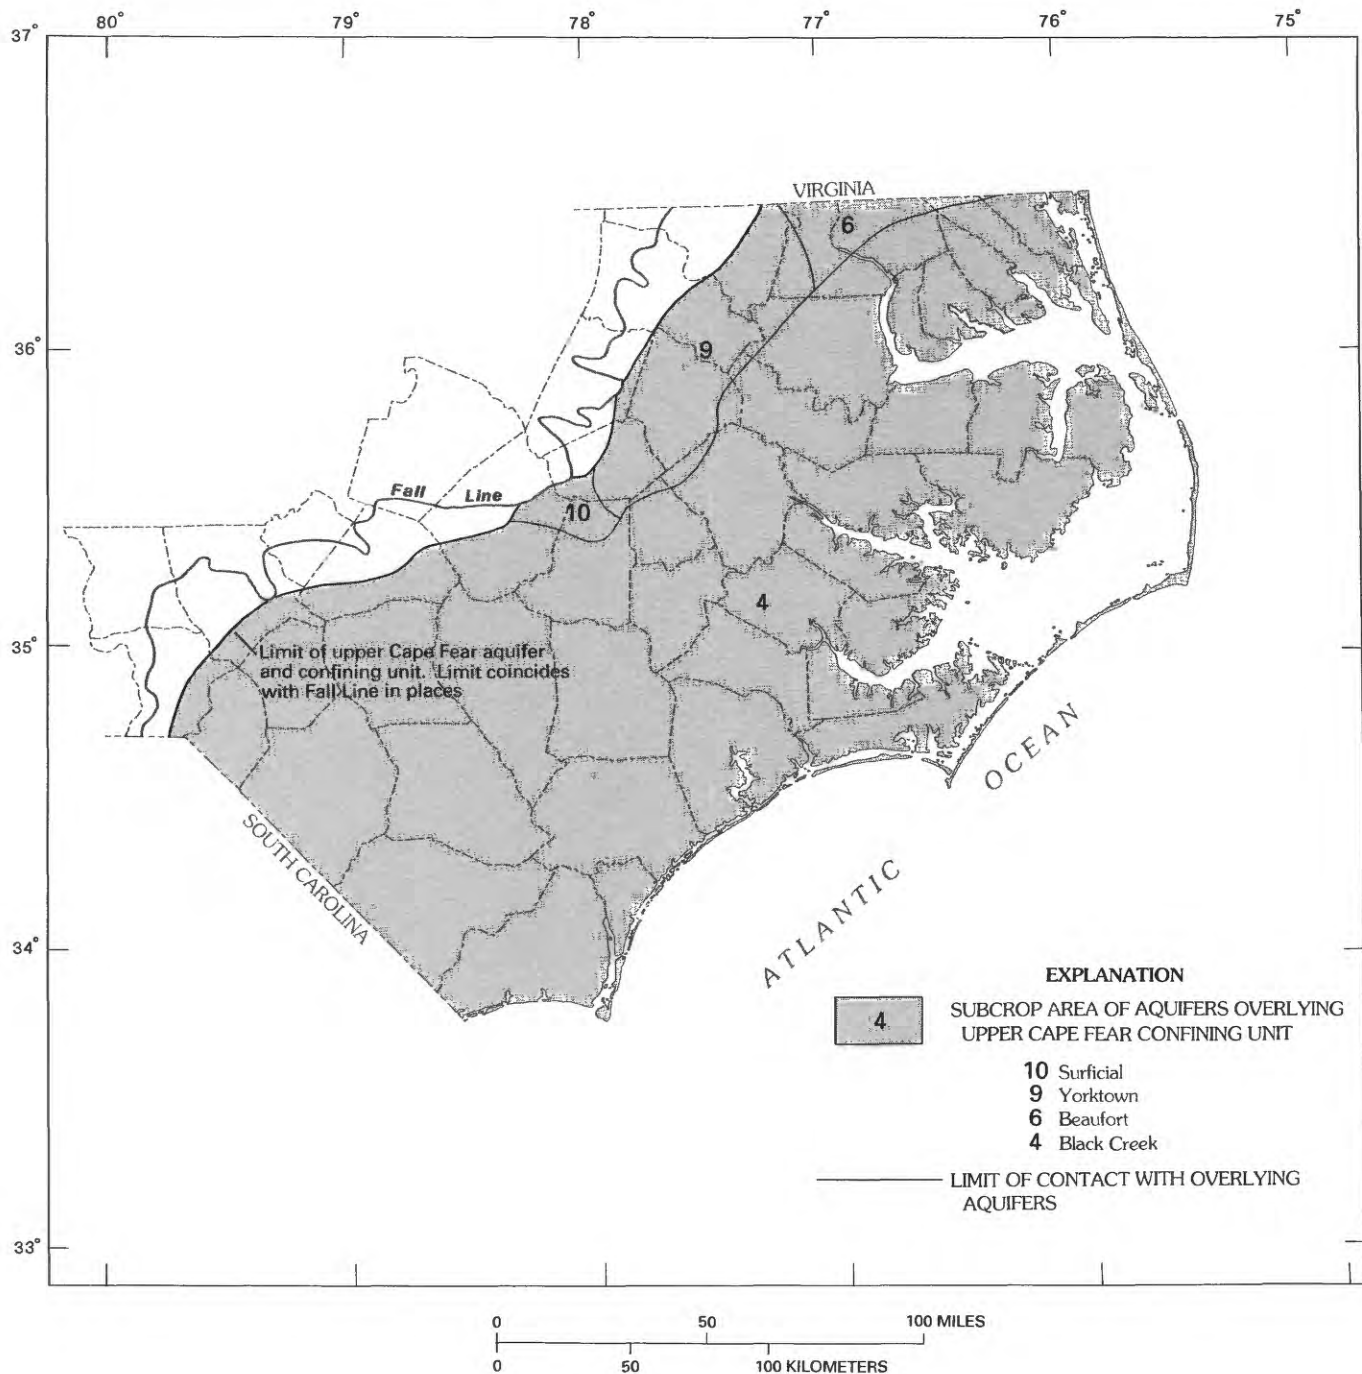 80° 79° 78° 77° 76° 75°
37°
VIRGINIA
6
36°
9
Fall Line
10
4
35°
Limit of upper Cape Fear aquifer
and confining unit. Limit coincides
with Fall Line in places
OCEAN
SOUTH CAROLINA
ATLANTIC
34°
EXPLANATION
4
SUBCROP AREA OF AQUIFERS OVERLYING
UPPER CAPE FEAR CONFINING UNIT
10 Surficial
9 Yorktown
6 Beaufort
4 Black Creek
LIMIT OF CONTACT WITH OVERLYING
AQUIFERS
33°
0 50 100 MILES
0 50 100 KILOMETERS